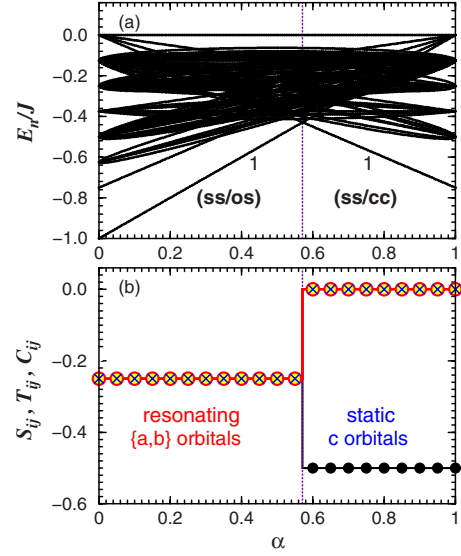 (a)
0.0
−0.2
−0.4
−0.6
−0.8
−1.0
E_n/J
1 1
(ss/os) (ss/cc)
0 0.2 0.4 0.6 0.8 1
(b)
0.0
−0.2
−0.4
−0.6
S_ij , T_ij , C_ij
resonating static
{a,b} orbitals c orbitals
0 0.2 0.4 0.6 0.8 1
α